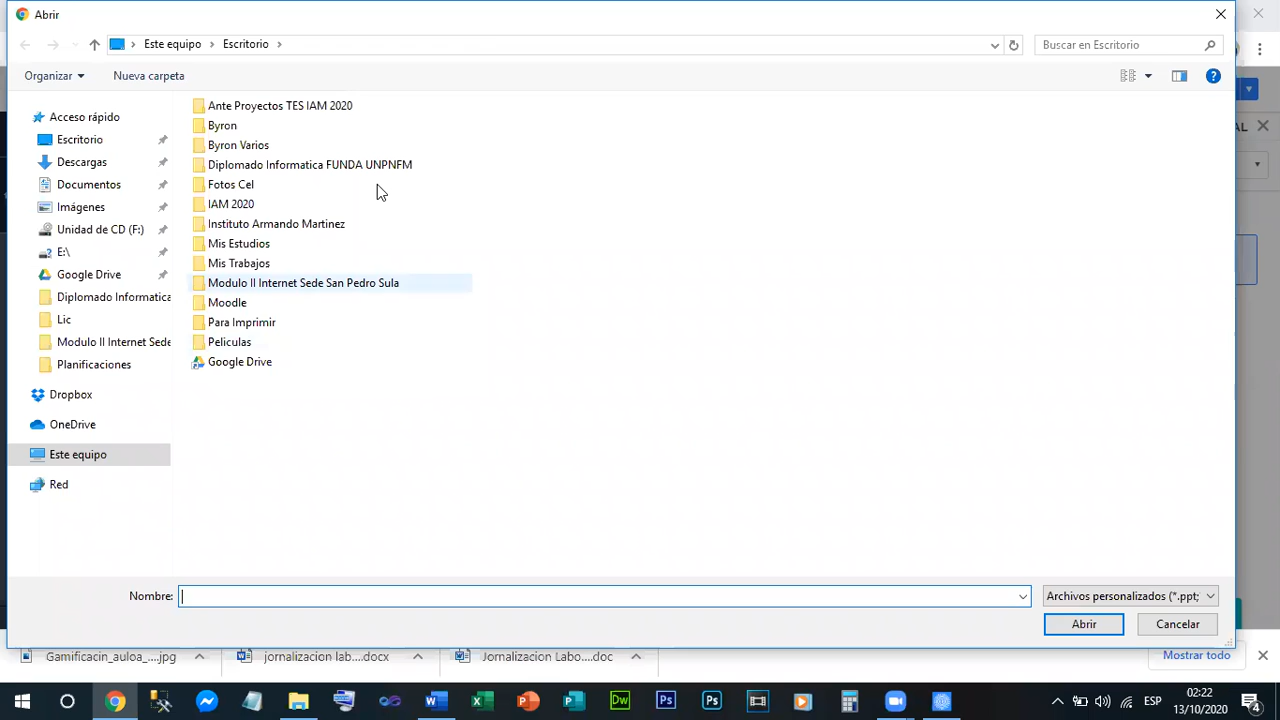 Abrir
Este equipo
Escritorio
Buscar en Escritorio
Organizar
Nueva carpeta
Acceso rápido
Escritorio
Descargas
Documentos
Imágenes
Unidad de CD (F:)
E:\
Google Drive
Diplomado Informatica
Lic
Modulo II Internet Sede
Planificaciones
Dropbox
OneDrive
Este equipo
Red
Ante Proyectos TES IAM 2020
Byron
Byron Varios
Diplomado Informatica FUNDA UNPNFM
Fotos Cel
IAM 2020
Instituto Armando Martinez
Mis Estudios
Mis Trabajos
Modulo II Internet Sede San Pedro Sula
Moodle
Para Imprimir
Peliculas
Google Drive
AL
Nombre:
Archivos personalizados (*.ppt;
Abrir
Cancelar
Gamificacin_auloa_....jpg
jornalizacion lab....docx
Jornalizacion Labo....doc
Mostrar todo
ESP
02:22
13/10/2020
4